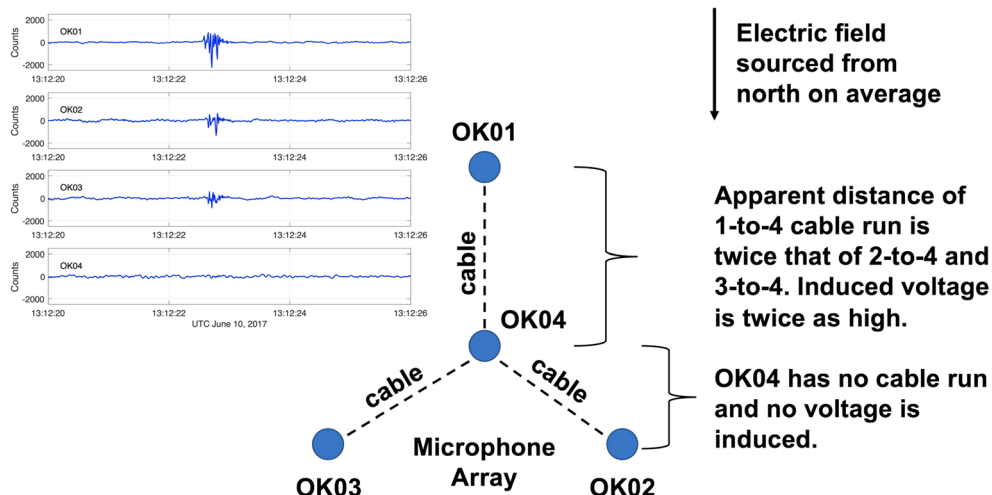 2000
0
-2000
Counts
OK01
13:12:20
13:12:22
13:12:24
13:12:26
2000
0
-2000
Counts
OK02
13:12:20
13:12:22
13:12:24
13:12:26
2000
0
-2000
Counts
OK03
13:12:20
13:12:22
13:12:24
13:12:26
2000
0
-2000
Counts
OK04
13:12:20
13:12:22
13:12:24
13:12:26
UTC June 10, 2017
Electric field
sourced from
north on average
OK01
cable
OK04
cable
cable
Microphone
Array
OK03
OK02
Apparent distance of
1-to-4 cable run is
twice that of 2-to-4 and
3-to-4. Induced voltage
is twice as high.
OK04 has no cable run
and no voltage is
induced.